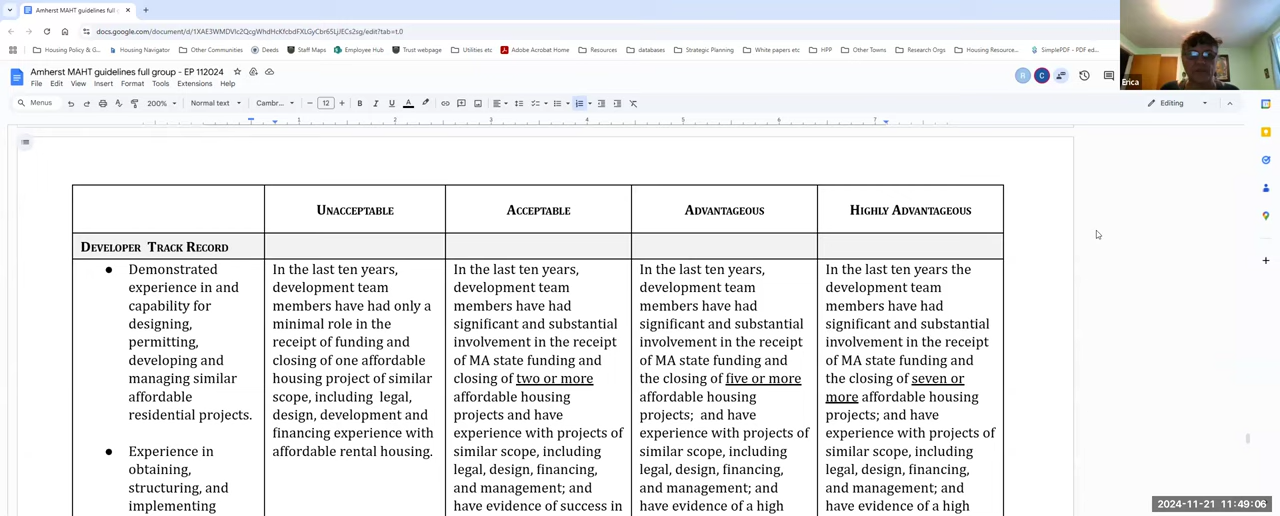 Amherst MAHT guidelines full g
docs.google.com/document/d/1XAE3WMDVlc2QcgWhdHcKfcbdFXLGyCbr65LjJECs2sg/edit?tab=t.0
Housing Policy & G... Housing Navigator Other Communities Deeds Staff Maps Employee Hub Trust webpage Utilities etc Adobe Acrobat Home Resources databases Strategic Planning White papers etc HPP Other Towns Research Orgs Housing Resource... SimplePDF - PDF ed...
Amherst MAHT guidelines full group - EP 112024
File Edit View Insert Format Tools Extensions Help
R C
Erica
Menus 200% Normal text Cambr... 12 B I U A Editing
1 2 3 4 5 6 7
UNACCEPTABLE ACCEPTABLE ADVANTAGEOUS HIGHLY ADVANTAGEOUS
DEVELOPER TRACK RECORD
● Demonstrated
experience in and
capability for
designing,
permitting,
developing and
managing similar
affordable
residential projects.
● Experience in
obtaining,
structuring, and
implementing
In the last ten years,
development team
members have had only a
minimal role in the
receipt of funding and
closing of one affordable
housing project of similar
scope, including legal,
design, development and
financing experience with
affordable rental housing.
In the last ten years,
development team
members have had
significant and substantial
involvement in the receipt
of MA state funding and
closing of two or more
affordable housing
projects and have
experience with projects of
similar scope, including
legal, design, financing,
and management; and
have evidence of success in
In the last ten years,
development team
members have had
significant and substantial
involvement in the receipt
of MA state funding and
the closing of five or more
affordable housing
projects; and have
experience with projects of
similar scope, including
legal, design, financing,
and management; and
have evidence of a high
In the last ten years the
development team
members have had
significant and substantial
involvement in the receipt
of MA state funding and
the closing of seven or
more affordable housing
projects; and have
experience with projects of
similar scope, including
legal, design, financing,
and management; and
have evidence of a high
2024-11-21 11:49:06